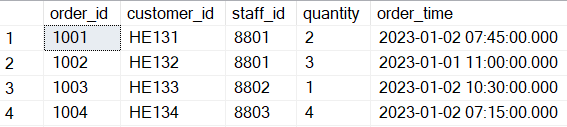 order_id customer_id staff_id quantity order_time
1 1001 HE131 8801 2 2023-01-02 07:45:00.000
2 1002 HE132 8801 3 2023-01-01 11:00:00.000
3 1003 HE133 8802 1 2023-01-02 10:30:00.000
4 1004 HE134 8803 4 2023-01-02 07:15:00.000